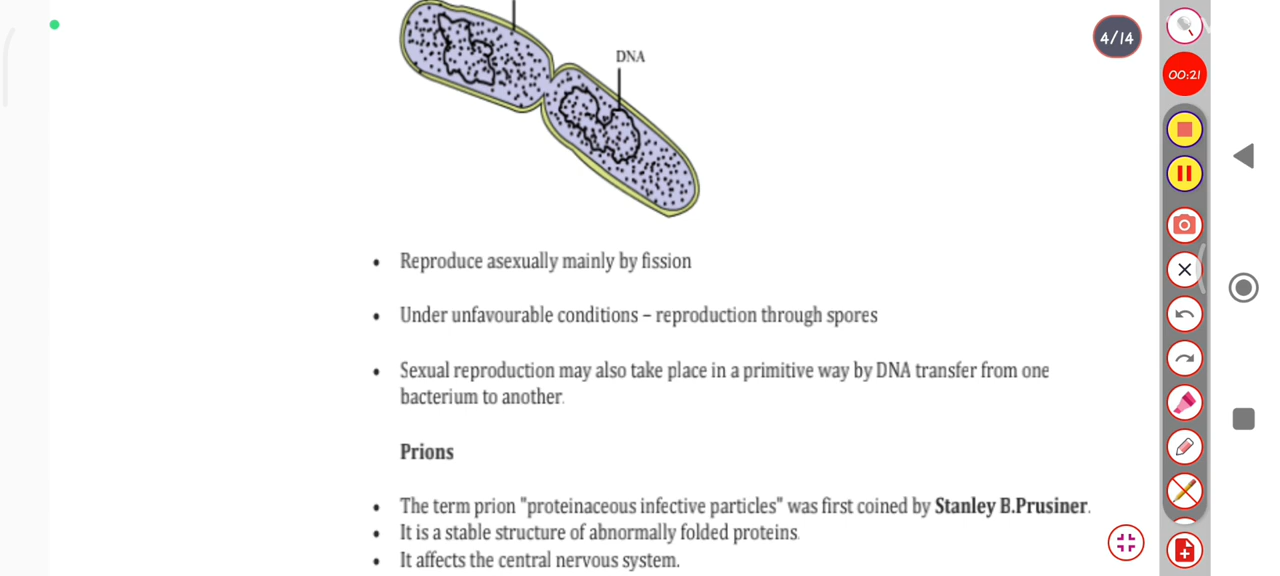 DNA
4/14
00:21
• Reproduce asexually mainly by fission
• Under unfavourable conditions – reproduction through spores
• Sexual reproduction may also take place in a primitive way by DNA transfer from one
bacterium to another.
Prions
• The term prion "proteinaceous infective particles" was first coined by Stanley B.Prusiner.
• It is a stable structure of abnormally folded proteins.
• It affects the central nervous system.